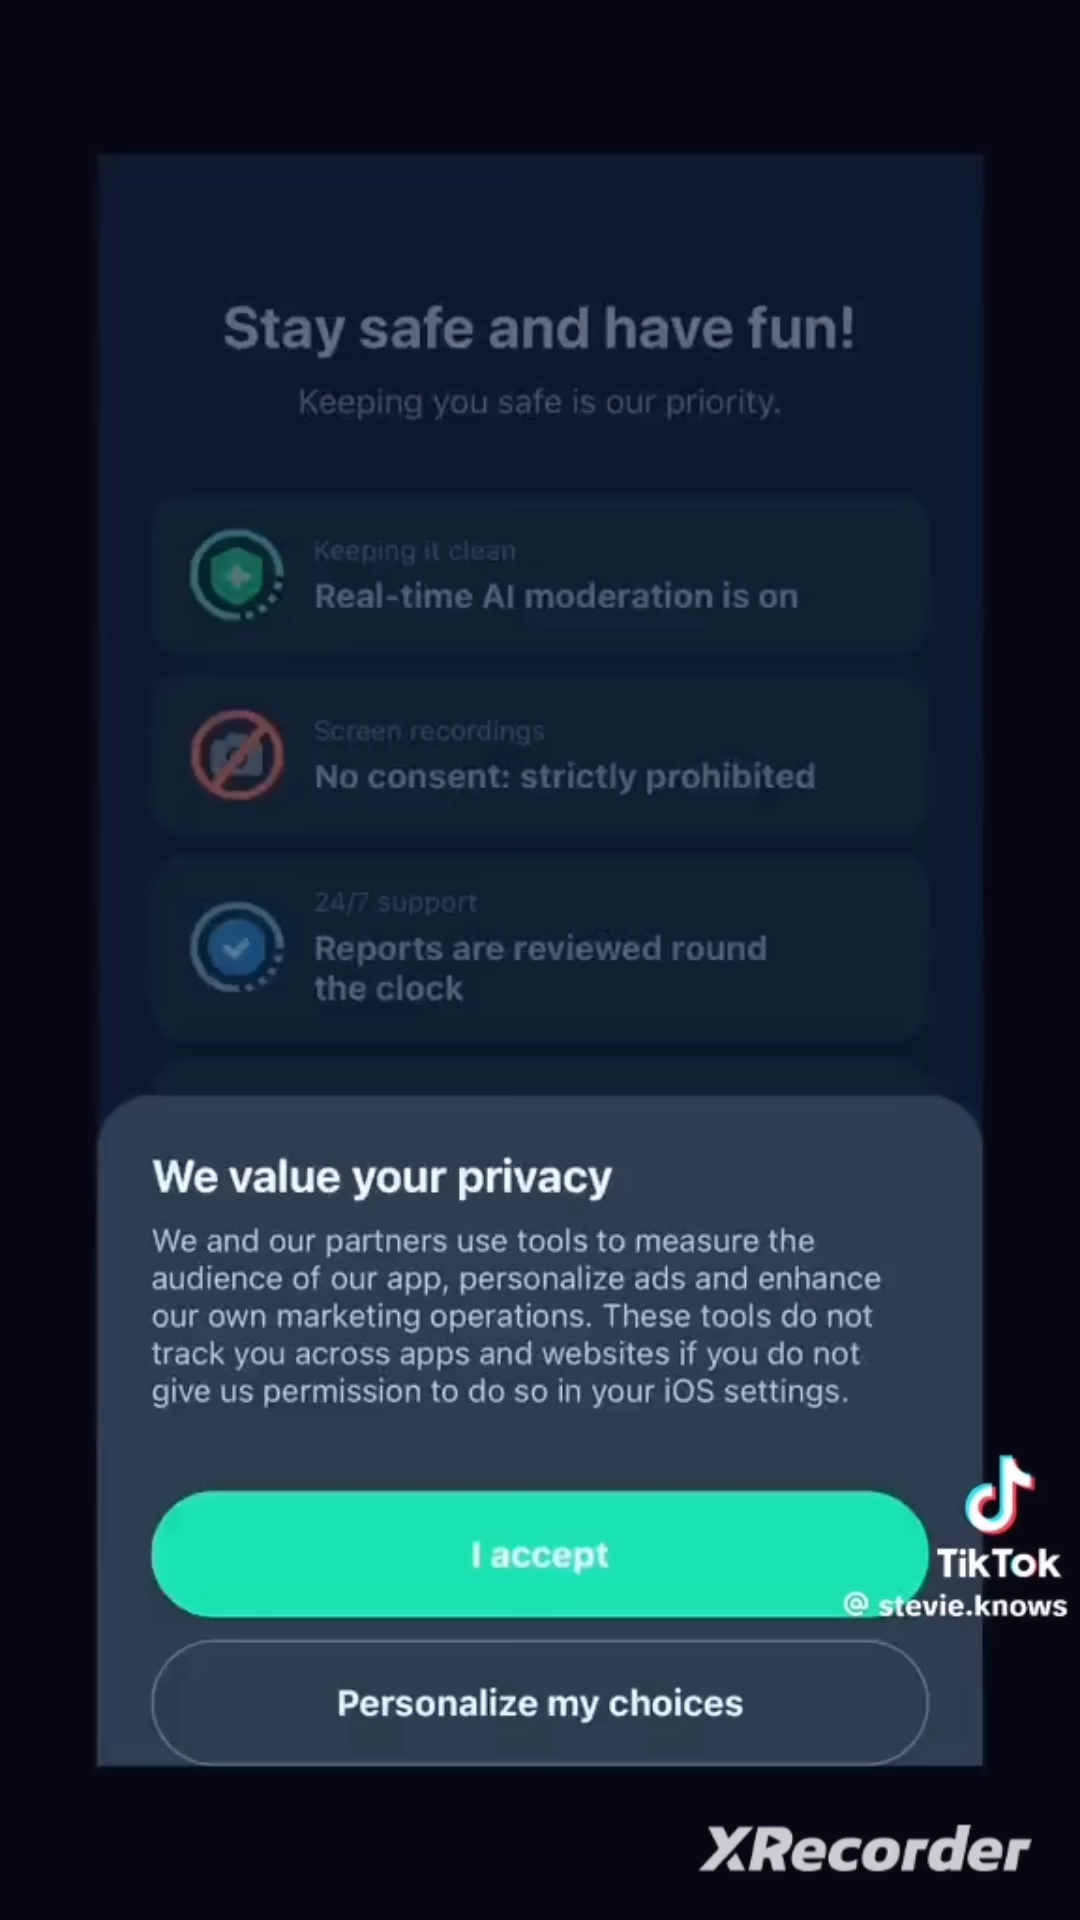 Stay safe and have fun!
Keeping you safe is our priority.
Keeping it clean
Real-time AI moderation is on
Screen recordings
No consent: strictly prohibited
24/7 support
Reports are reviewed round
the clock
We value your privacy
We and our partners use tools to measure the
audience of our app, personalize ads and enhance
our own marketing operations. These tools do not
track you across apps and websites if you do not
give us permission to do so in your iOS settings.
I accept
TikTok
@ stevie.knows
Personalize my choices
XRecorder